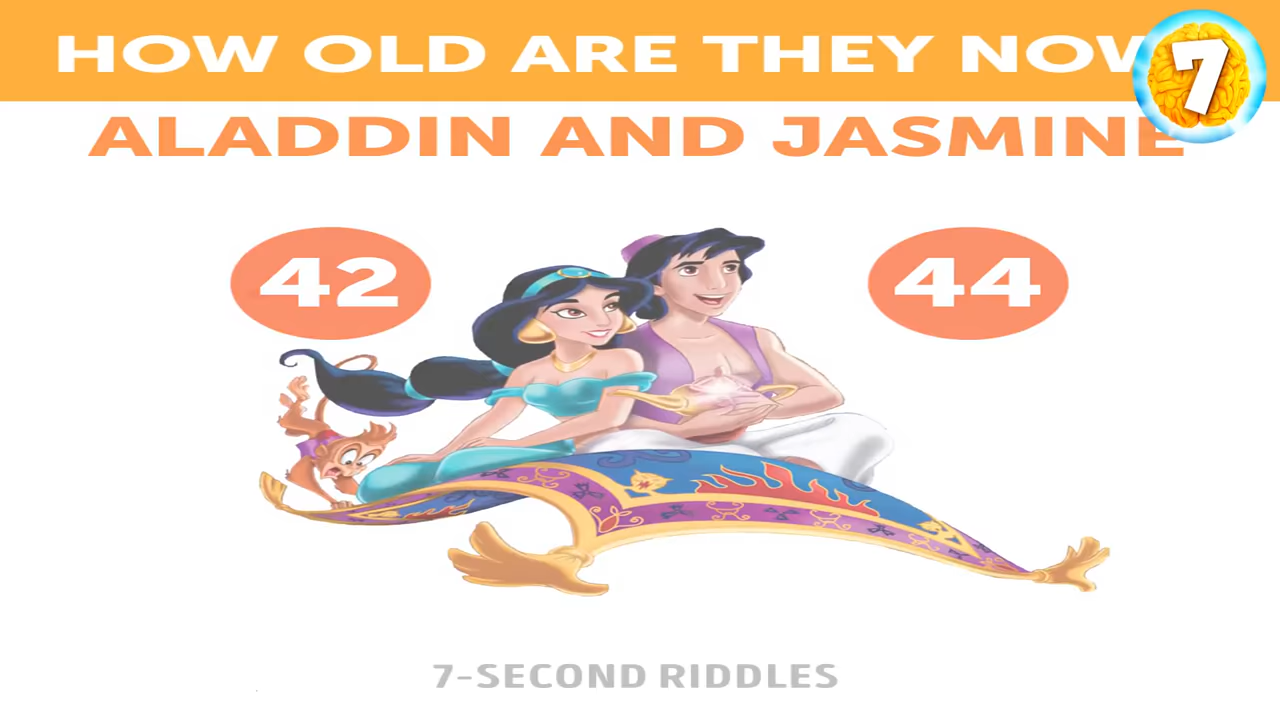 HOW OLD ARE THEY NOW
7
ALADDIN AND JASMINE
42
44
7-SECOND RIDDLES